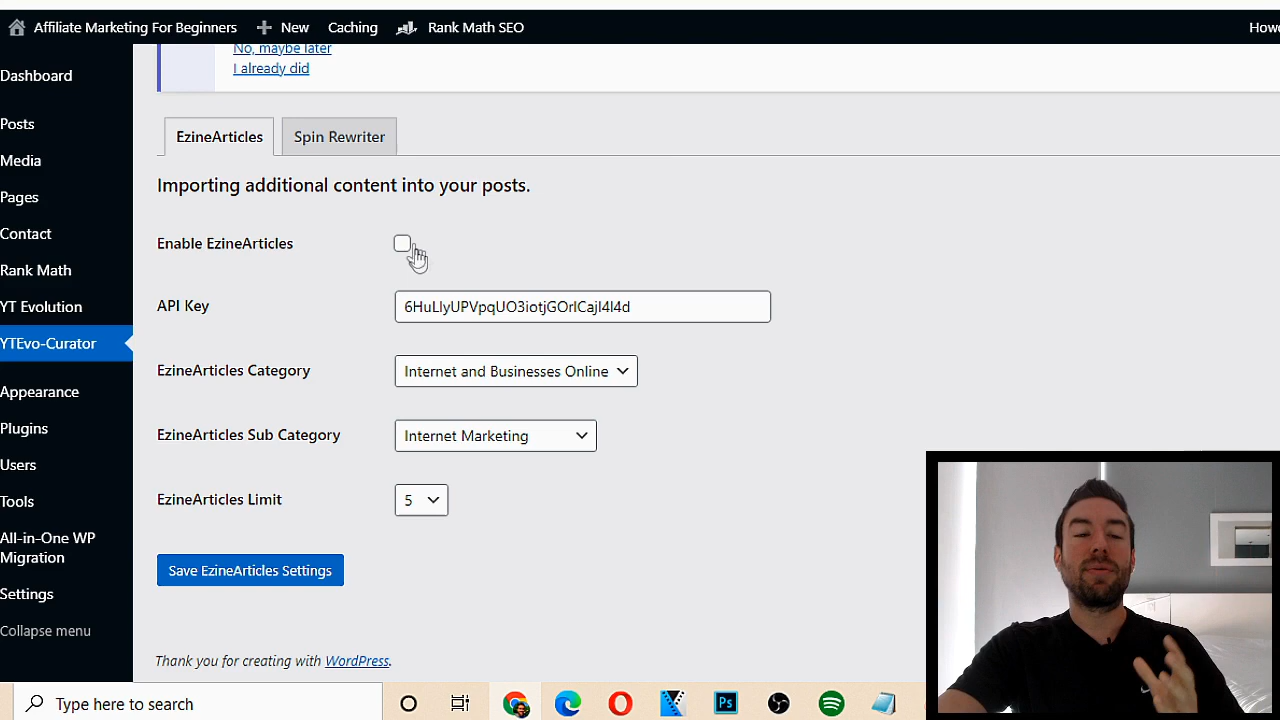 Affiliate Marketing For Beginners New Caching Rank Math SEO Howd
No, maybe later
I already did
Dashboard
Posts
Media
Pages
Contact
Rank Math
YT Evolution
YTEvo-Curator
Appearance
Plugins
Users
Tools
All-in-One WP
Migration
Settings
Collapse menu
EzineArticles Spin Rewriter
Importing additional content into your posts.
Enable EzineArticles
API Key
EzineArticles Category Internet and Businesses Online
EzineArticles Sub Category Internet Marketing
EzineArticles Limit 5
Save EzineArticles Settings
Thank you for creating with WordPress.
Type here to search
Ps